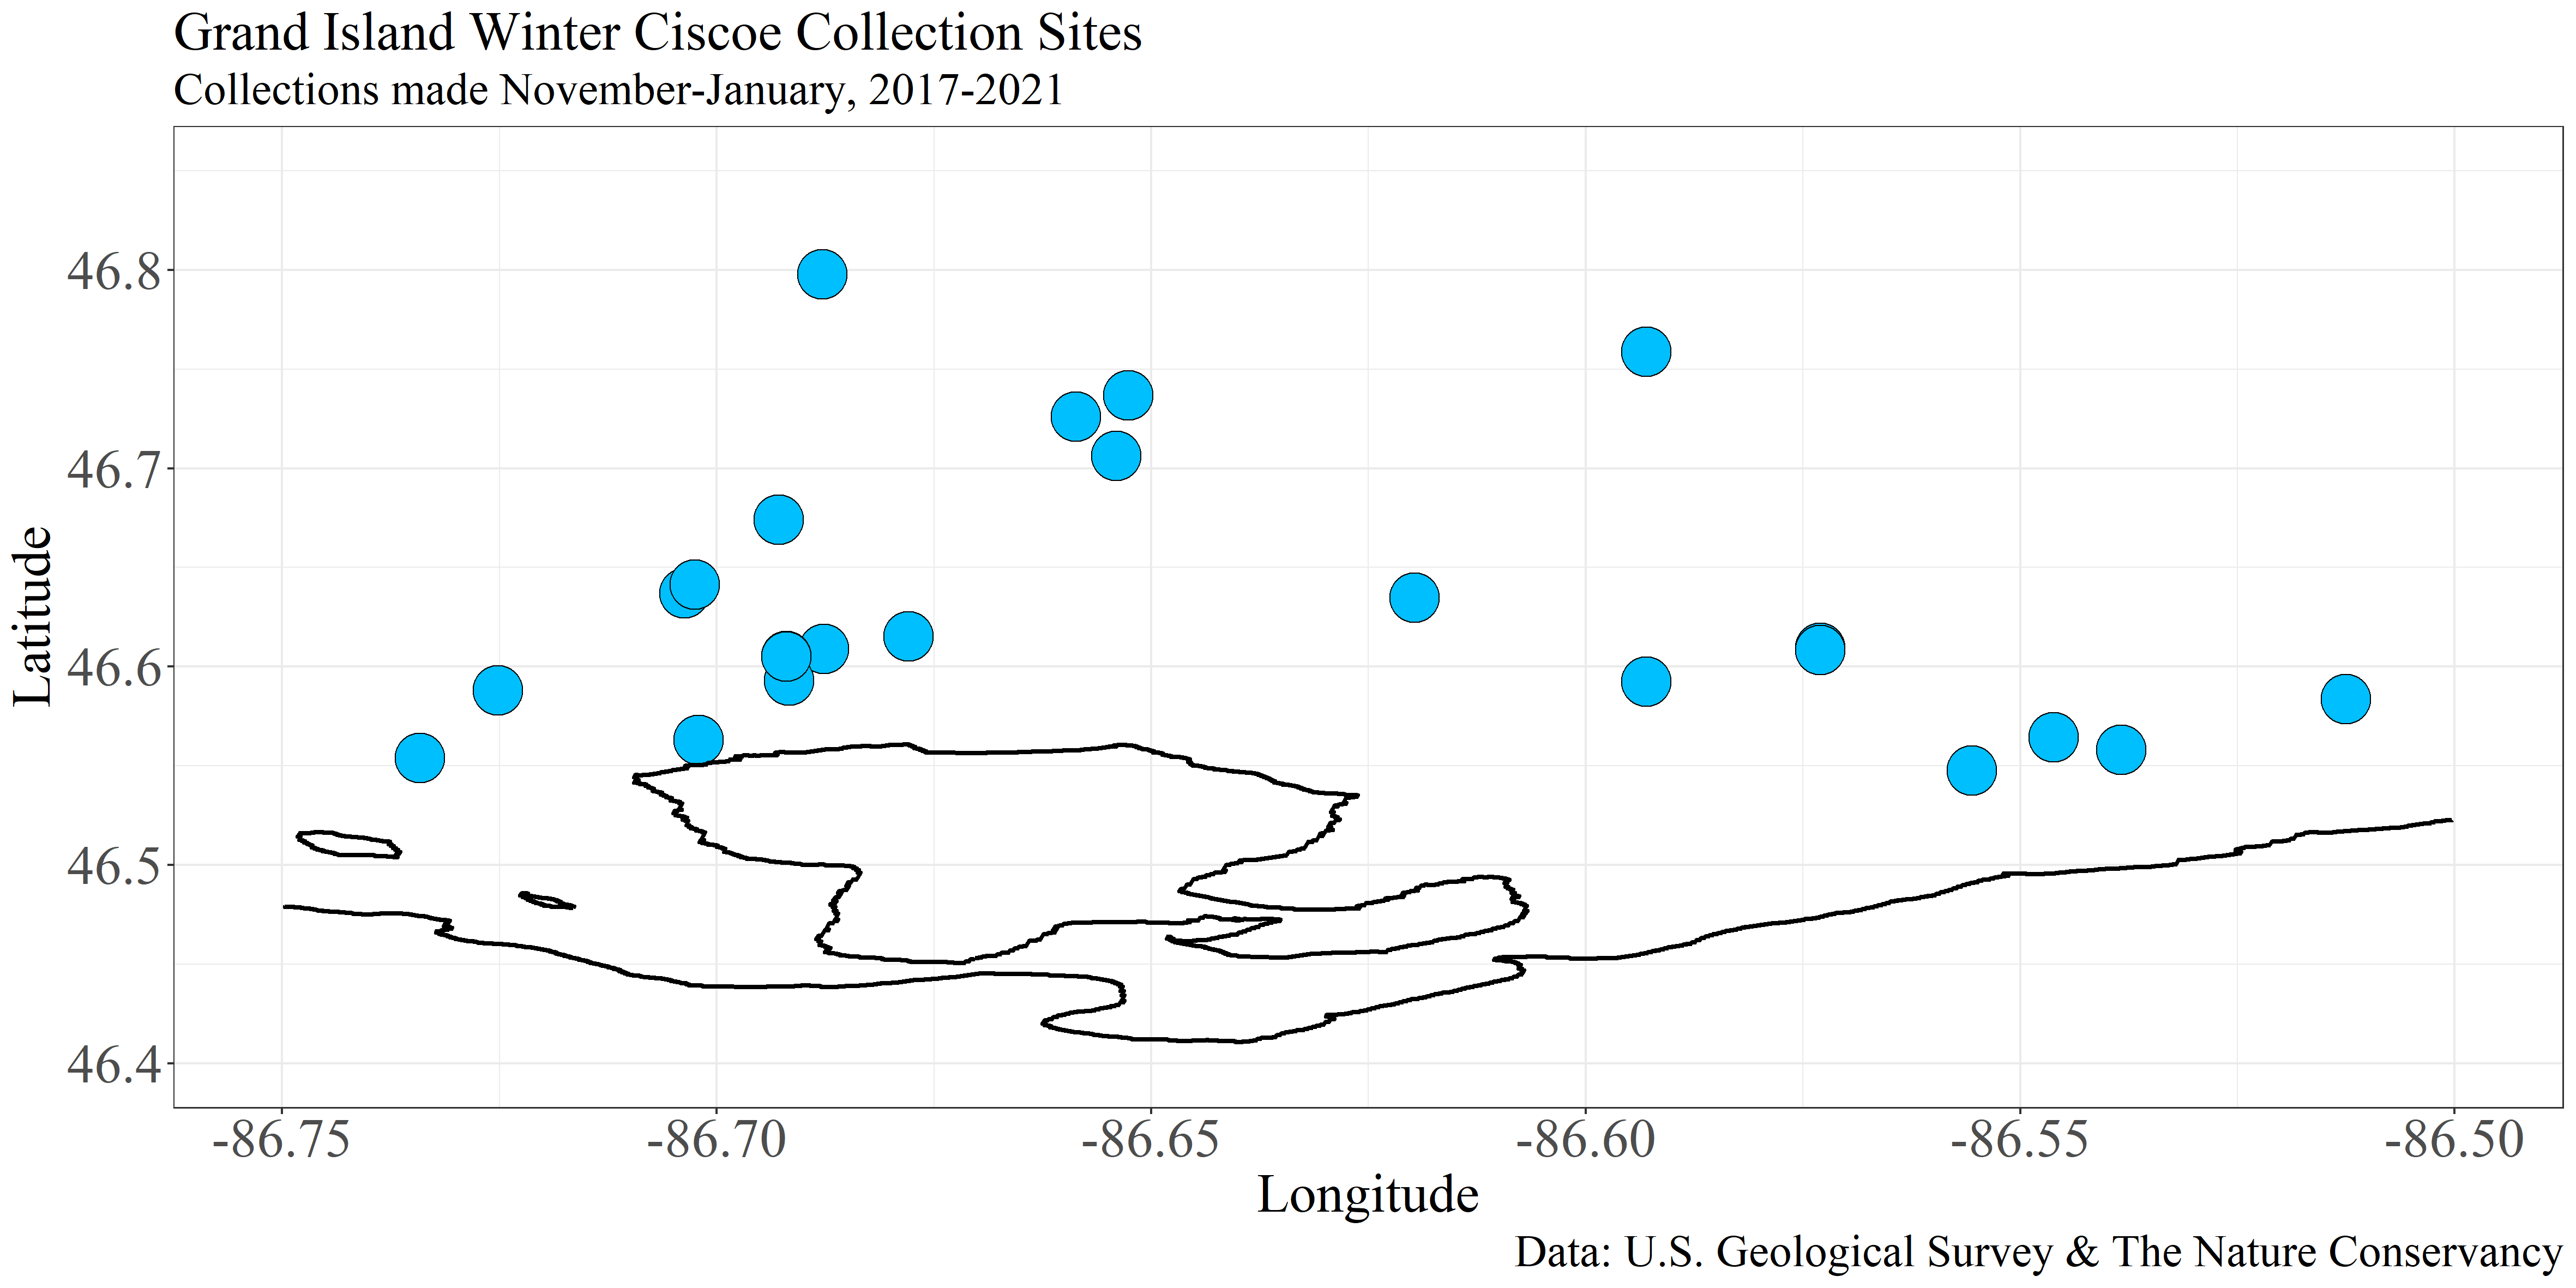 Grand Island Winter Ciscoe Collection Sites
Collections made November-January, 2017-2021
46.8
46.7
46.6
46.5
46.4
Latitude
-86.75 -86.70 -86.65 -86.60 -86.55 -86.50
Longitude
Data: U.S. Geological Survey & The Nature Conservancy